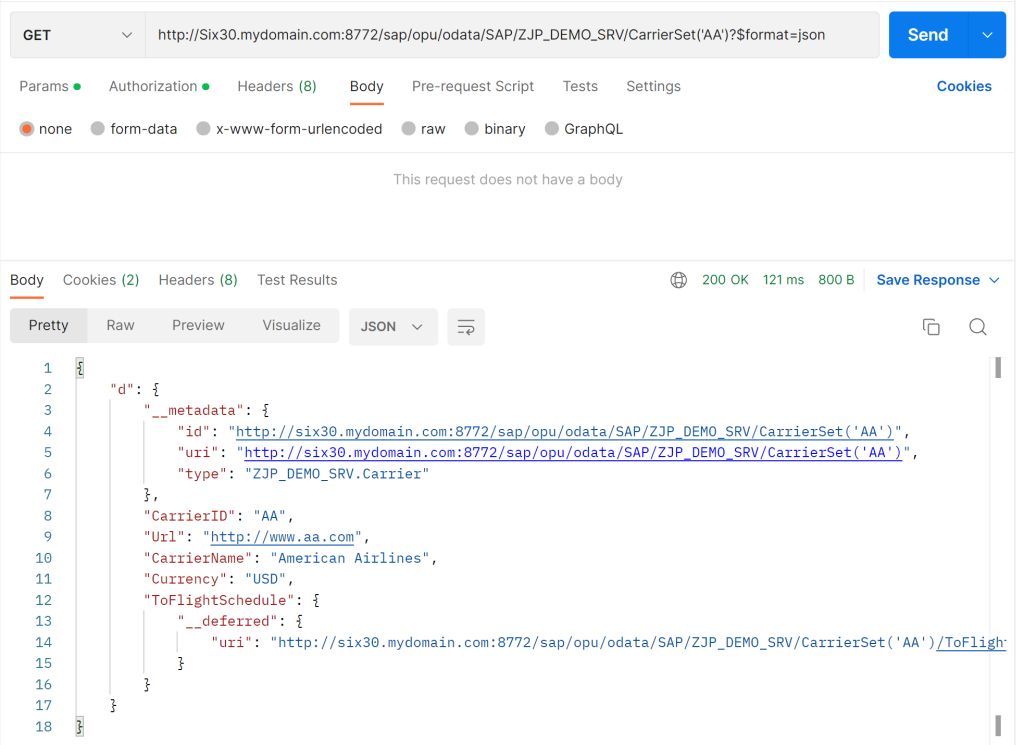 GET http://Six30.mydomain.com:8772/sap/opu/odata/SAP/ZJP_DEMO_SRV/CarrierSet('AA')?$format=json Send
Params Authorization Headers (8) Body Pre-request Script Tests Settings Cookies
none form-data x-www-form-urlencoded raw binary GraphQL
This request does not have a body
Body Cookies (2) Headers (8) Test Results 200 OK 121 ms 800 B Save Response
Pretty Raw Preview Visualize JSON
1 {
2 "d": {
3 "__metadata": {
4 "id": "http://six30.mydomain.com:8772/sap/opu/odata/SAP/ZJP_DEMO_SRV/CarrierSet('AA')",
5 "uri": "http://six30.mydomain.com:8772/sap/opu/odata/SAP/ZJP_DEMO_SRV/CarrierSet('AA')",
6 "type": "ZJP_DEMO_SRV.Carrier"
7 },
8 "CarrierID": "AA",
9 "Url": "http://www.aa.com",
10 "CarrierName": "American Airlines",
11 "Currency": "USD",
12 "ToFlightSchedule": {
13 "__deferred": {
14 "uri": "http://six30.mydomain.com:8772/sap/opu/odata/SAP/ZJP_DEMO_SRV/CarrierSet('AA')/ToFligh
15 }
16 }
17 }
18 }